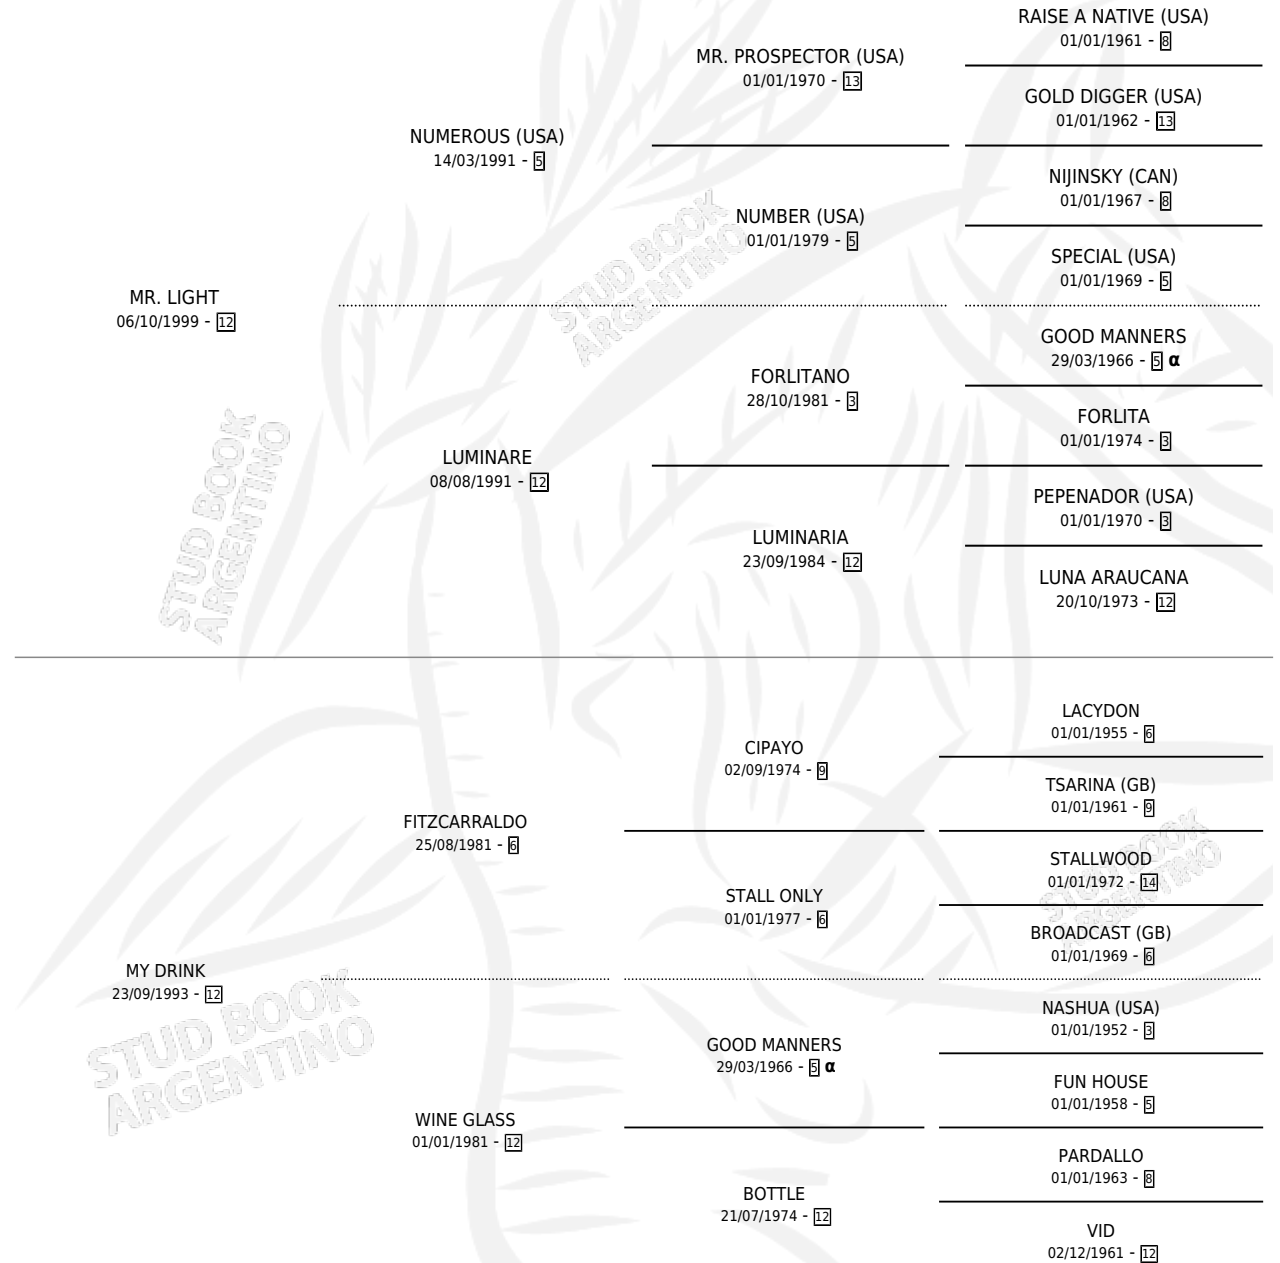 RAISE A NATIVE (USA)
01/01/1961 - 8
MR. PROSPECTOR (USA)
01/01/1970 - 13
GOLD DIGGER (USA)
01/01/1962 - 13
NUMEROUS (USA)
14/03/1991 - 5
NIJINSKY (CAN)
01/01/1967 - 8
NUMBER (USA)
01/01/1979 - 5
SPECIAL (USA)
01/01/1969 - 5
STUD BOOK
ARGENTINO
MR. LIGHT
06/10/1999 - 12
GOOD MANNERS
29/03/1966 - 5 α
FORLITANO
28/10/1981 - 3
FORLITA
01/01/1974 - 3
LUMINARE
08/08/1991 - 12
PEPENADOR (USA)
01/01/1970 - 3
LUMINARIA
23/09/1984 - 12
LUNA ARAUCANA
20/10/1973 - 12
STUD BOOK
ARGENTINO
LACYDON
01/01/1955 - 6
CIPAYO
02/09/1974 - 9
TSARINA (GB)
01/01/1961 - 9
FITZCARRALDO
25/08/1981 - 6
STALLWOOD
01/01/1972 - 14
STALL ONLY
01/01/1977 - 6
BROADCAST (GB)
01/01/1969 - 6
STUD BOOK
ARGENTINO
MY DRINK
23/09/1993 - 12
NASHUA (USA)
01/01/1952 - 3
GOOD MANNERS
29/03/1966 - 5 α
FUN HOUSE
01/01/1958 - 5
STUD BOOK
ARGENTINO
WINE GLASS
01/01/1981 - 12
PARDALLO
01/01/1963 - 8
BOTTLE
21/07/1974 - 12
VID
02/12/1961 - 12